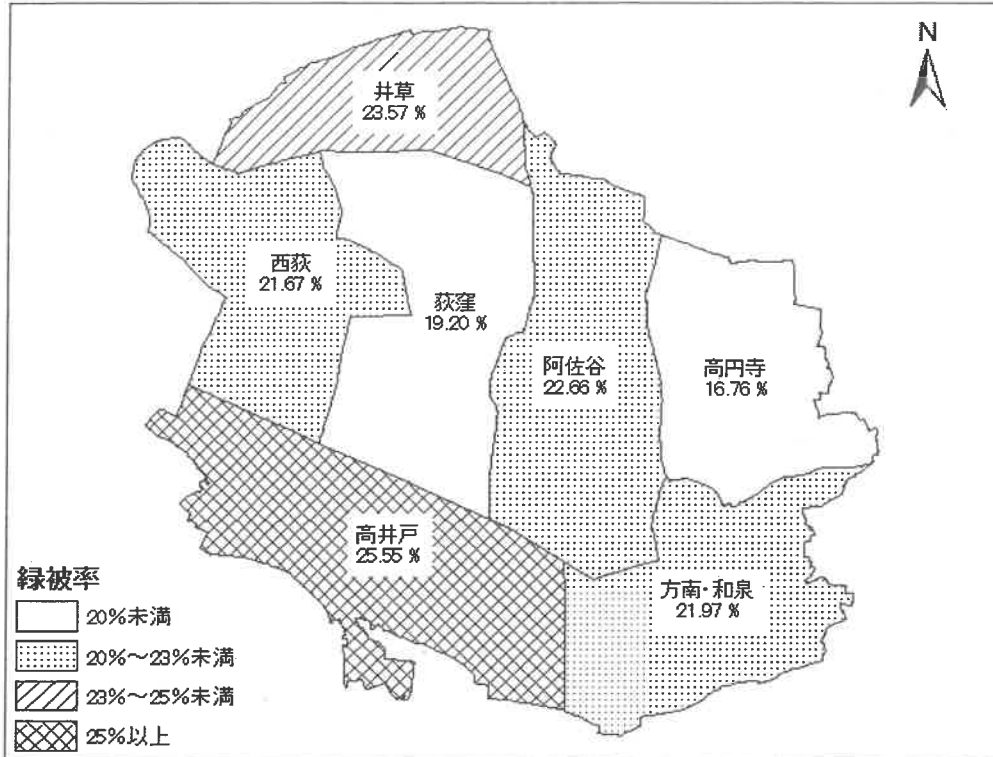 N
井草
23.57 %
西荻
21.67 %
荻窪
19.20 %
阿佐谷
22.66 %
高円寺
16.76 %
高井戸
25.55 %
方南・和泉
21.97 %
緑被率
20%未満
20%～23%未満
23%～25%未満
25%以上